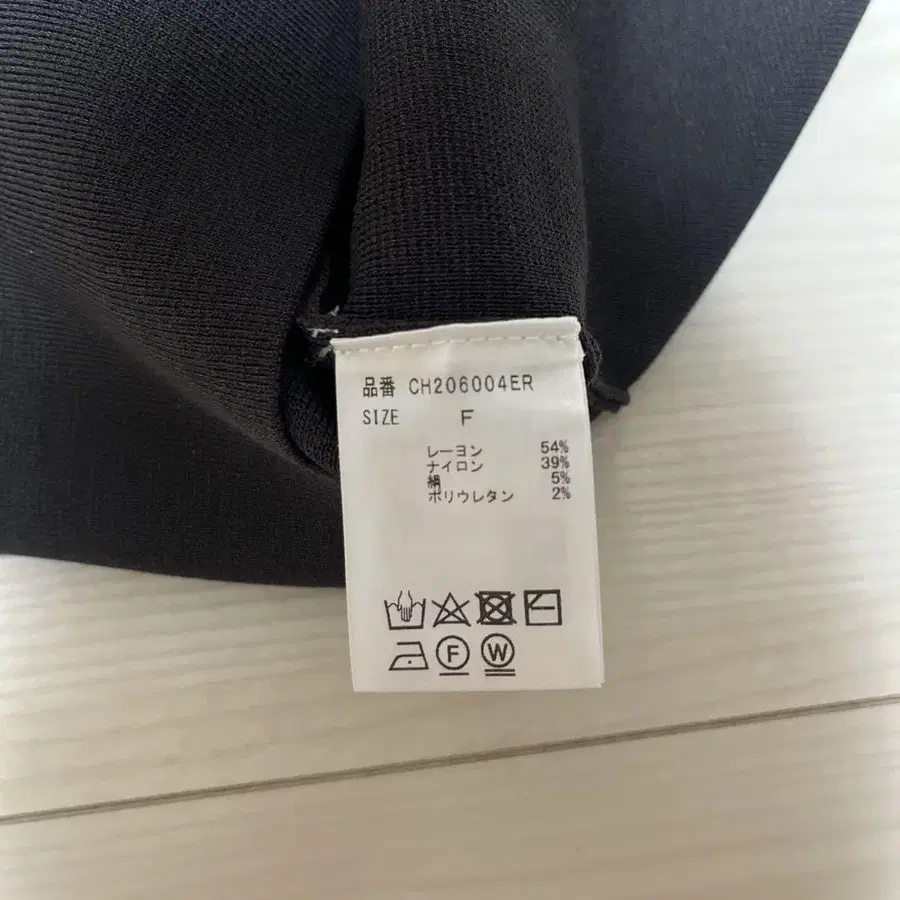 品番 CH206004ER
SIZE F
レーヨン 54%
ナイロン 39%
絹 5%
ポリウレタン 2%
F W